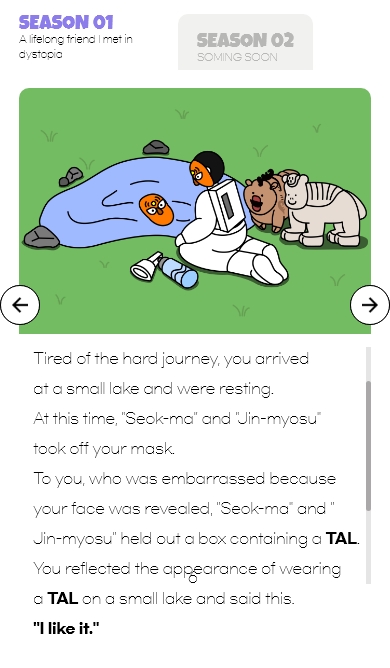 SEASON 01
A lifelong friend I met in
dystopia
SEASON 02
COMING SOON
Tired of the hard journey, you arrived
at a small lake and were resting.
At this time, "Seok-ma" and "Jin-myosu"
took off your mask.
To you, who was embarrassed because
your face was revealed, "Seok-ma" and "
Jin-myosu" held out a box containing a TAL.
You reflected the appearance of wearing
a TAL on a small lake and said this.
"I like it."